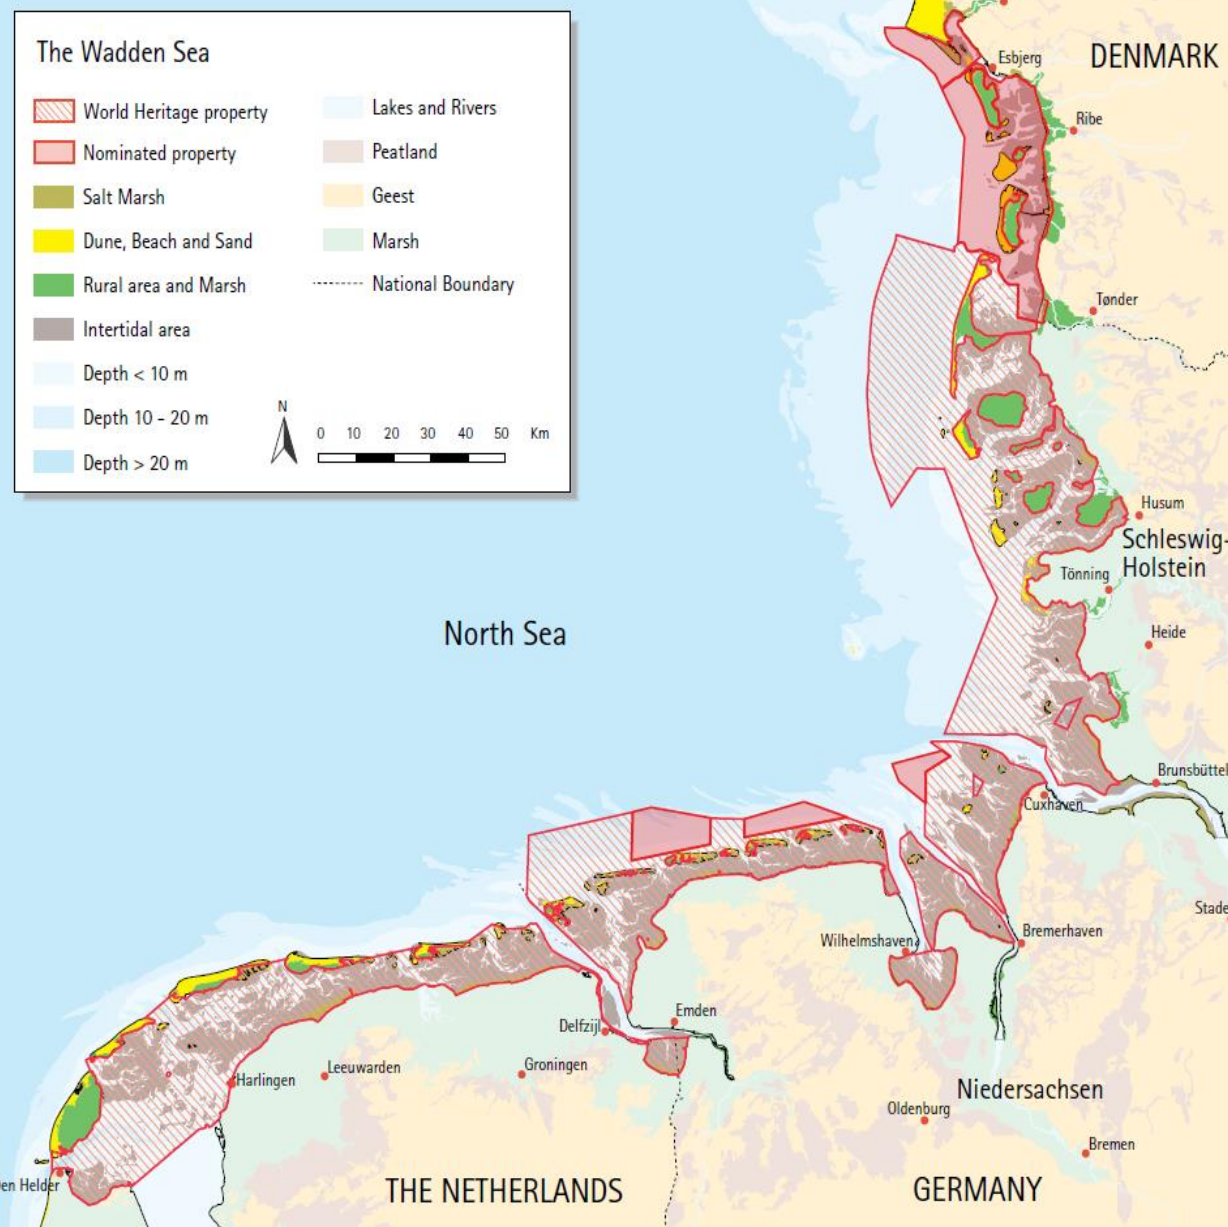 The Wadden Sea
World Heritage property
Nominated property
Salt Marsh
Dune, Beach and Sand
Rural area and Marsh
Intertidal area
Depth < 10 m
Depth 10 - 20 m
Depth > 20 m
Lakes and Rivers
Peatland
Geest
Marsh
National Boundary
N
0 10 20 30 40 50 Km
DENMARK
Esbjerg
Ribe
Tønder
Husum
Schleswig-
Holstein
Tönning
Heide
North Sea
Brunsbüttel
Cuxhaven
Stade
Bremerhaven
Wilhelmshaven
Emden
Delfzijl
Groningen
Leeuwarden
Harlingen
Niedersachsen
Oldenburg
Bremen
en Helder
THE NETHERLANDS
GERMANY